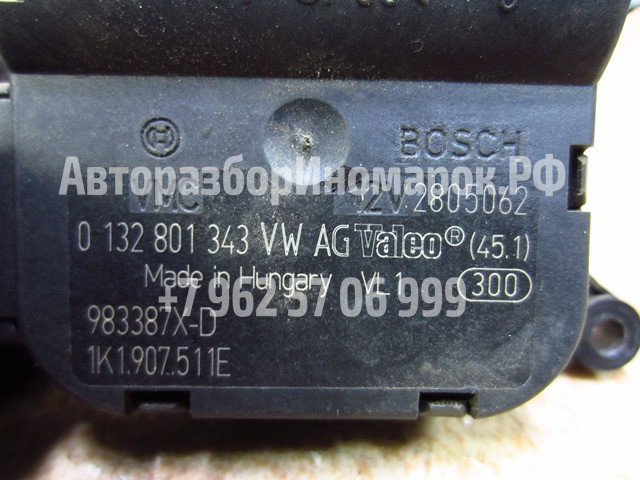 BOSCH
АвторазборИномарок.РФ
VMC 12V 2805062
0 132 801 343 VW AG Valeo® (45.1)
Made in Hungary VL1 300
+7 962 57 06 999
983387X-D
1K1.907.511E